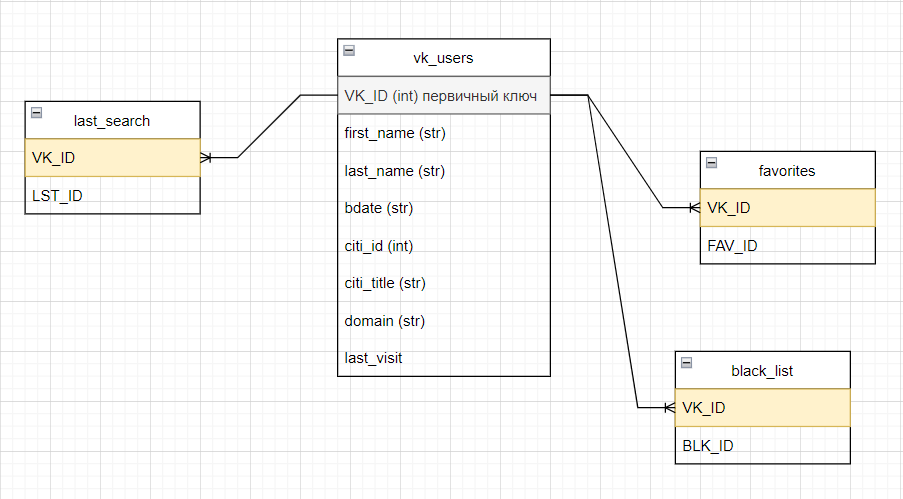 vk_users
VK_ID (int) первичный ключ
first_name (str)
last_name (str)
bdate (str)
citi_id (int)
citi_title (str)
domain (str)
last_visit
last_search
VK_ID
LST_ID
favorites
VK_ID
FAV_ID
black_list
VK_ID
BLK_ID